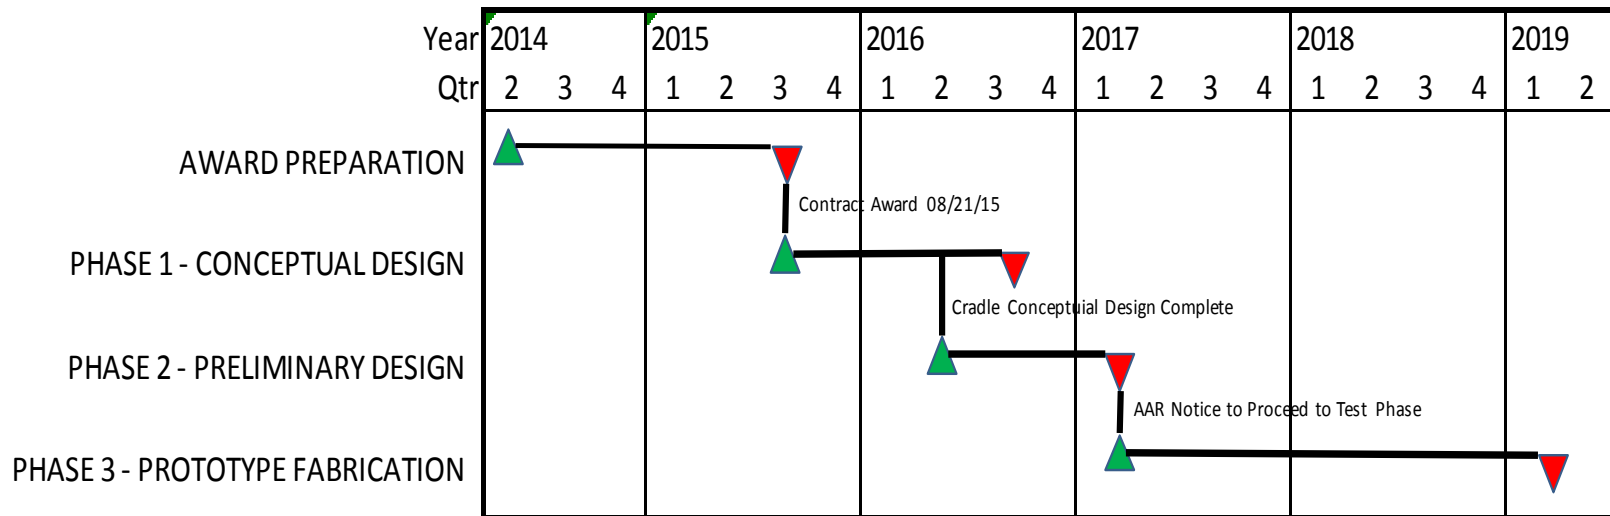 Year 2014 2015 2016 2017 2018 2019
Qtr 2 3 4 1 2 3 4 1 2 3 4 1 2 3 4 1 2 3 4 1 2
AWARD PREPARATION
Contract Award 08/21/15
PHASE 1 - CONCEPTUAL DESIGN
Cradle Conceptuial Design Complete
PHASE 2 - PRELIMINARY DESIGN
AAR Notice to Proceed to Test Phase
PHASE 3 - PROTOTYPE FABRICATION